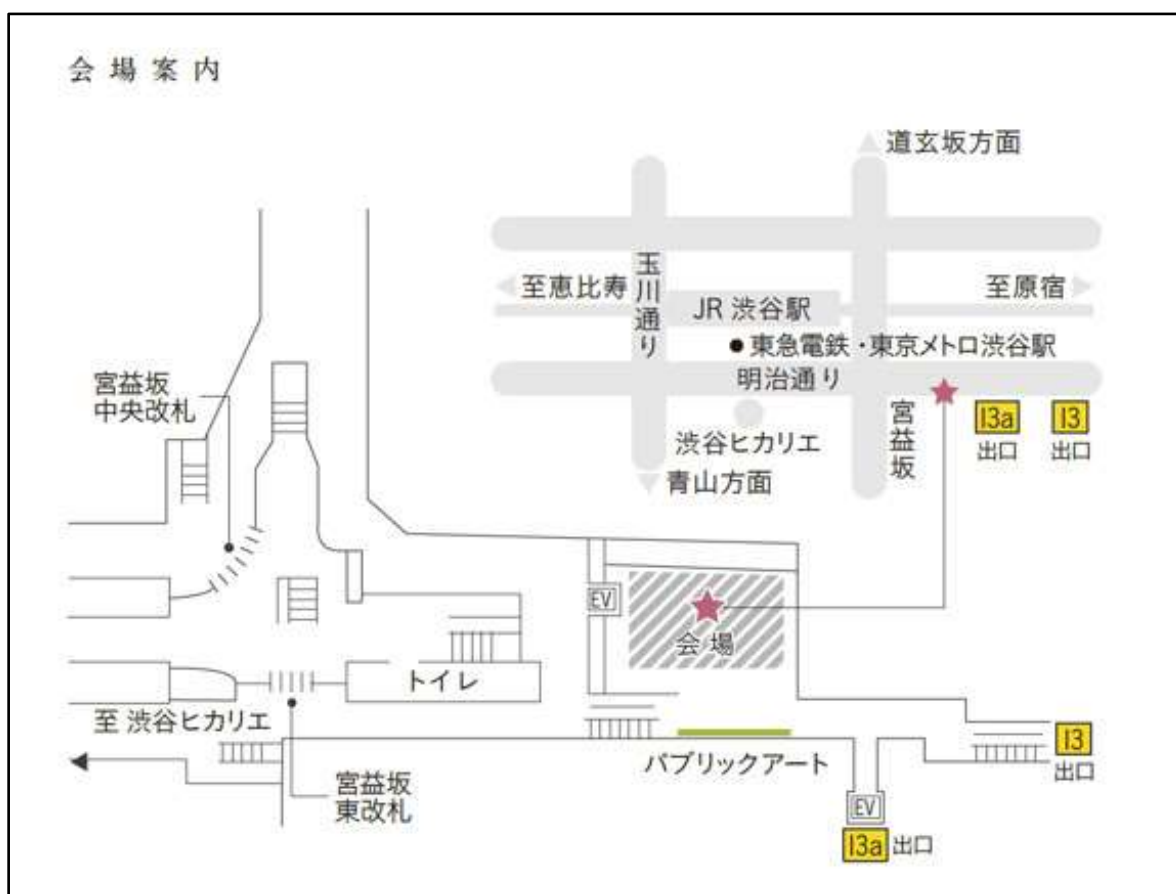 会場案内
道玄坂方面
玉川通り
至恵比寿
至原宿
JR 渋谷駅
東急電鉄・東京メトロ渋谷駅
明治通り
宮益坂
13a
出口
13
出口
渋谷ヒカリエ
青山方面
宮益坂
中央改札
EV
会場
トイレ
至 渋谷ヒカリエ
パブリックアート
13
出口
宮益坂
東改札
EV
13a 出口